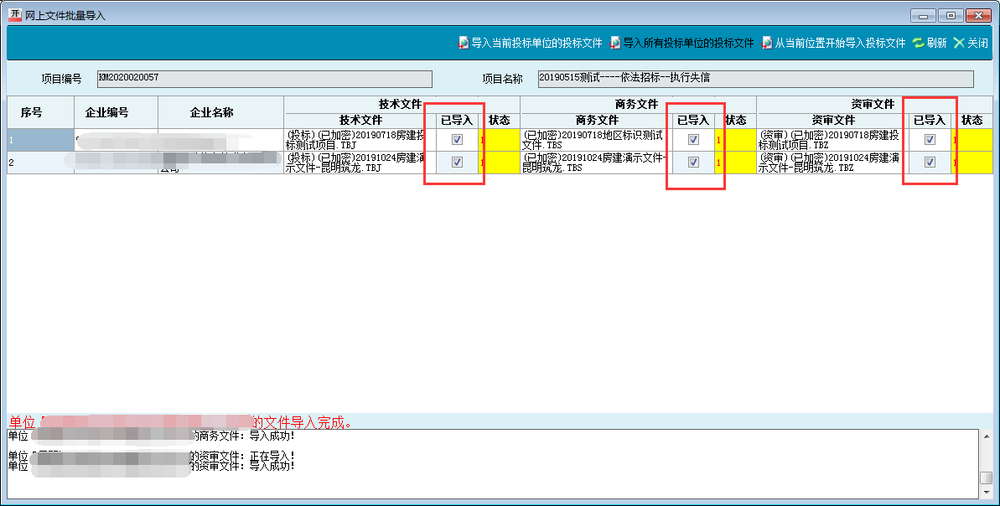 开 网上文件批量导入
导入当前投标单位的投标文件 导入所有投标单位的投标文件 从当前位置开始导入投标文件 刷新 关闭
项目编号 KM2020020057 项目名称 20190515测试----依法招标--执行失信
序号 企业编号 企业名称 技术文件 商务文件 资审文件
技术文件 已导入 状态 商务文件 已导入 状态 资审文件 已导入 状态
1 (投标)(已加密)20190718房建投 1 (已加密)20190718地区标识测试 1 (资审)(已加密)20190718房建投 1
标测试项目.TBJ 文件.TBS 标测试项目.TBZ
2 (投标)(已加密)20191024房建演 1 (已加密)20191024房建演示文件- 1 (资审)(已加密)20191024房建演 1
公司 示文件-昆明筑龙.TBJ 昆明筑龙.TBS 示文件-昆明筑龙.TBZ
单位 的文件导入完成。
单位 的商务文件: 导入成功!
单位 的资审文件: 正在导入!
单位 的资审文件: 导入成功!